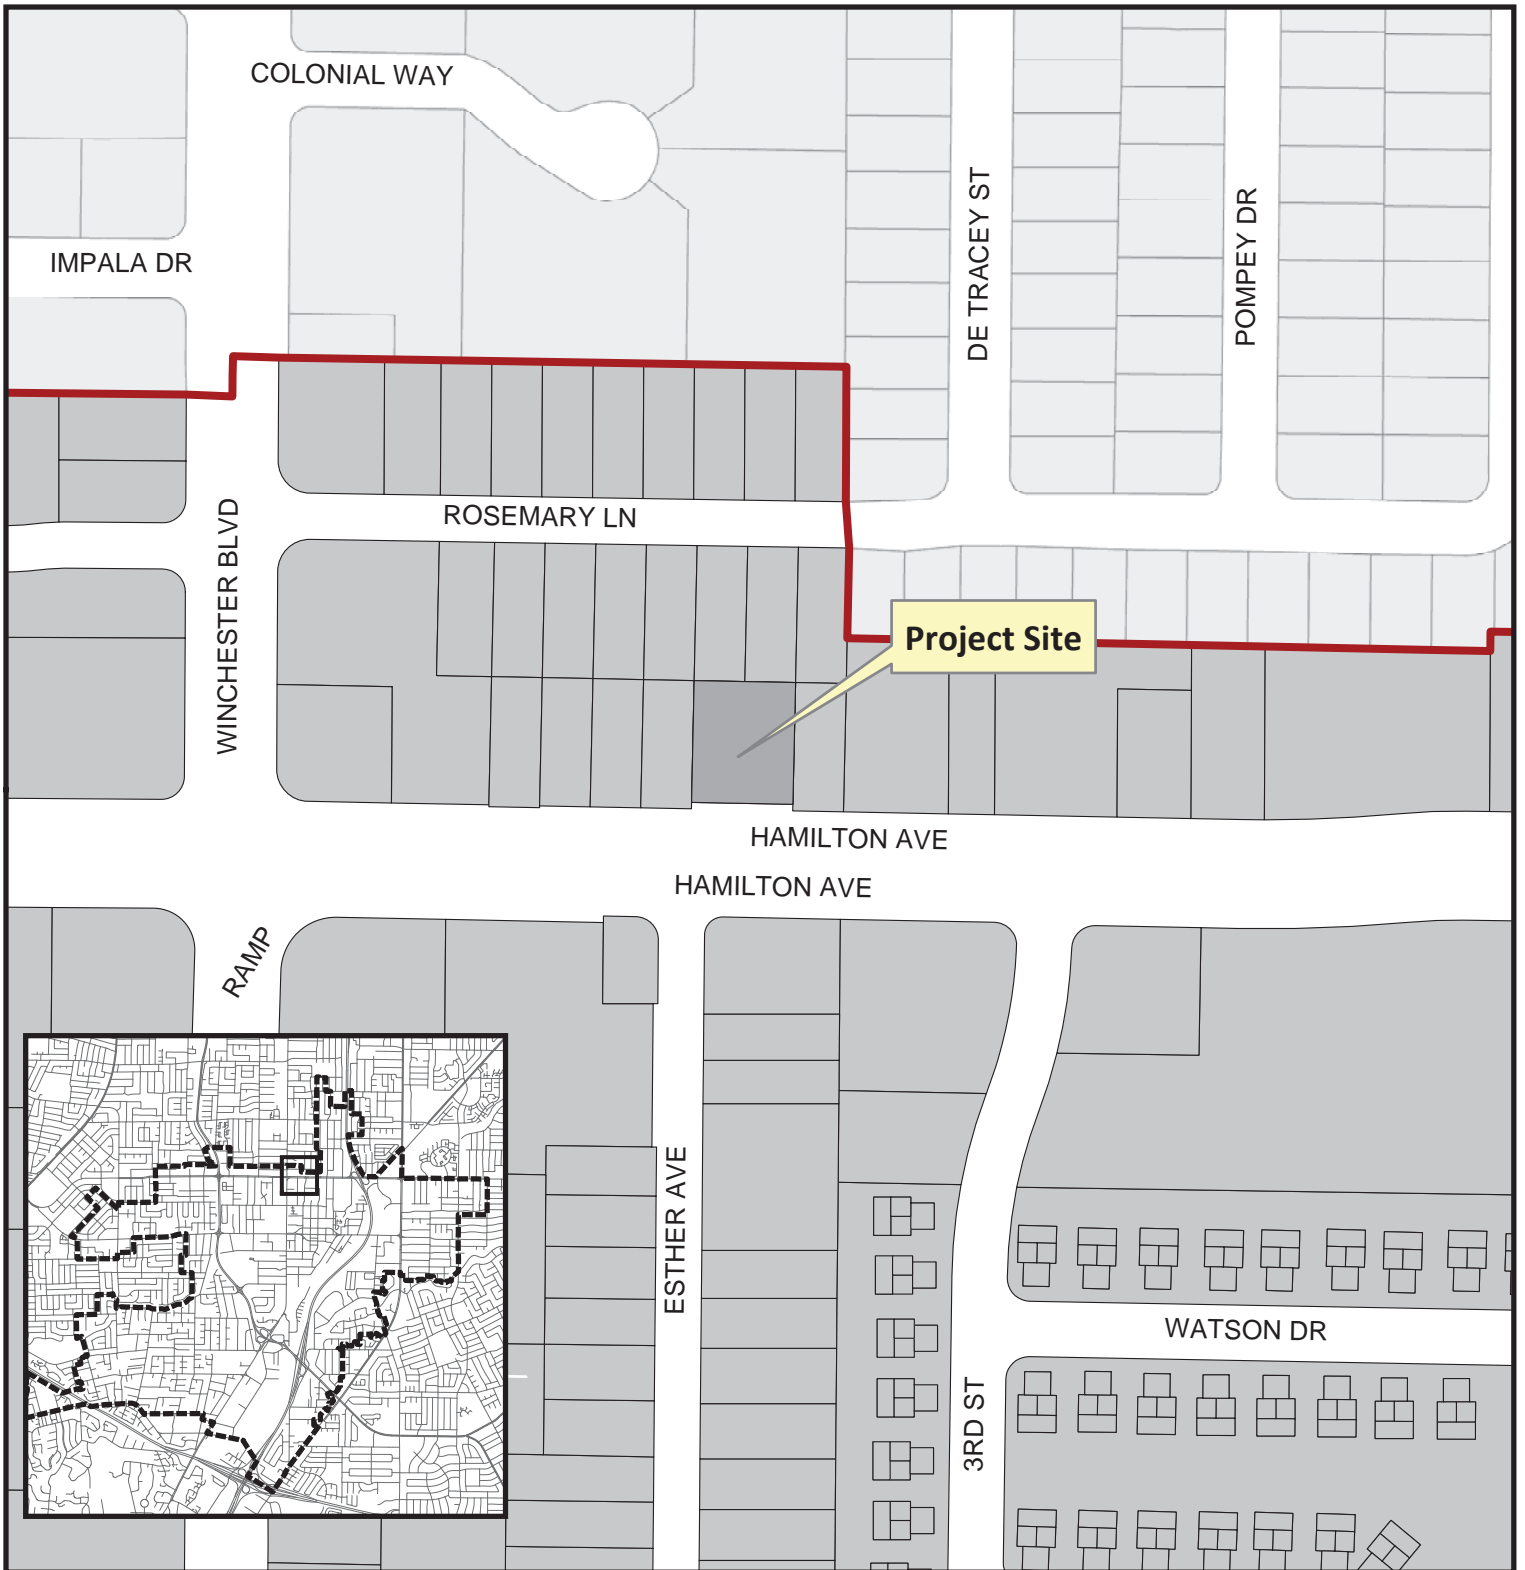 COLONIAL WAY
IMPALA DR
DE TRACEY ST
POMPEY DR
ROSEMARY LN
WINCHESTER BLVD
Project Site
HAMILTON AVE
HAMILTON AVE
RAMP
ESTHER AVE
WATSON DR
3RD ST